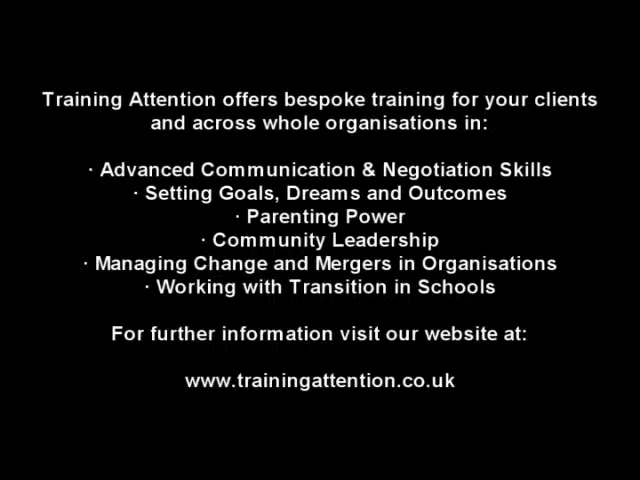 Training Attention offers bespoke training for your clients
and across whole organisations in:
· Advanced Communication & Negotiation Skills
· Setting Goals, Dreams and Outcomes
· Parenting Power
· Community Leadership
· Managing Change and Mergers in Organisations
· Working with Transition in Schools
For further information visit our website at:
www.trainingattention.co.uk